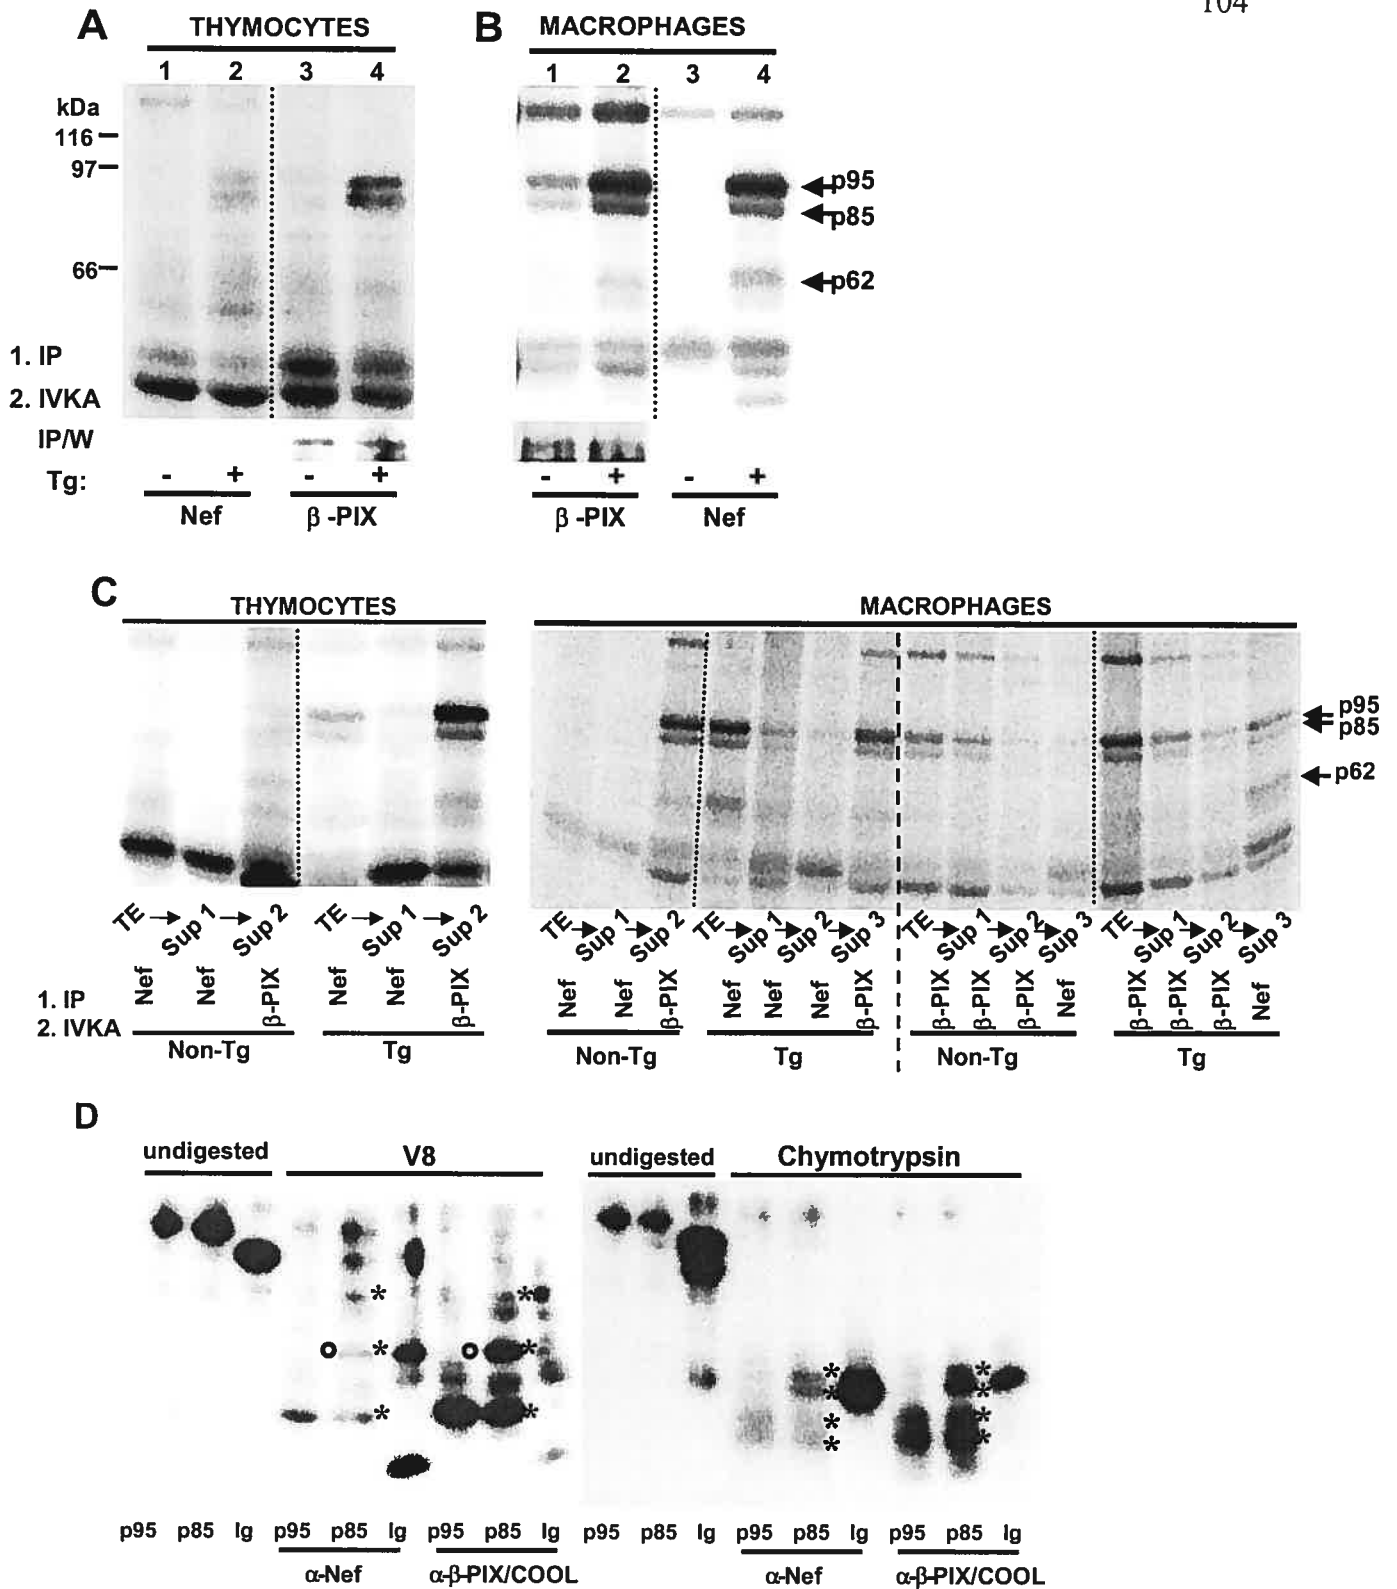 104
A THYMOCYTES
1 2 3 4
kDa
116
97
66
1. IP
2. IVKA
IP/W
Tg: - + - +
Nef β-PIX
B MACROPHAGES
1 2 3 4
p95
p85
p62
- + - +
β-PIX Nef
C THYMOCYTES
MACROPHAGES
p95
p85
p62
TE Sup 1 Sup 2 TE Sup 1 Sup 2
TE Sup 1 Sup 2 TE Sup 1 Sup 2 Sup 3 TE Sup 1 Sup 2 Sup 3 TE Sup 1 Sup 2 Sup 3
1. IP
2. IVKA
Nef Nef β-PIX Nef Nef β-PIX
Nef Nef β-PIX Nef Nef Nef β-PIX β-PIX β-PIX β-PIX Nef β-PIX β-PIX β-PIX Nef
Non-Tg Tg Non-Tg Tg Non-Tg Tg
D
undigested V8 undigested Chymotrypsin
* * * * * *
* * * * * * * *
p95 p85 Ig p95 p85 Ig p95 p85 Ig p95 p85 Ig p95 p85 Ig p95 p85 Ig
α-Nef α-β-PIX/COOL α-Nef α-β-PIX/COOL